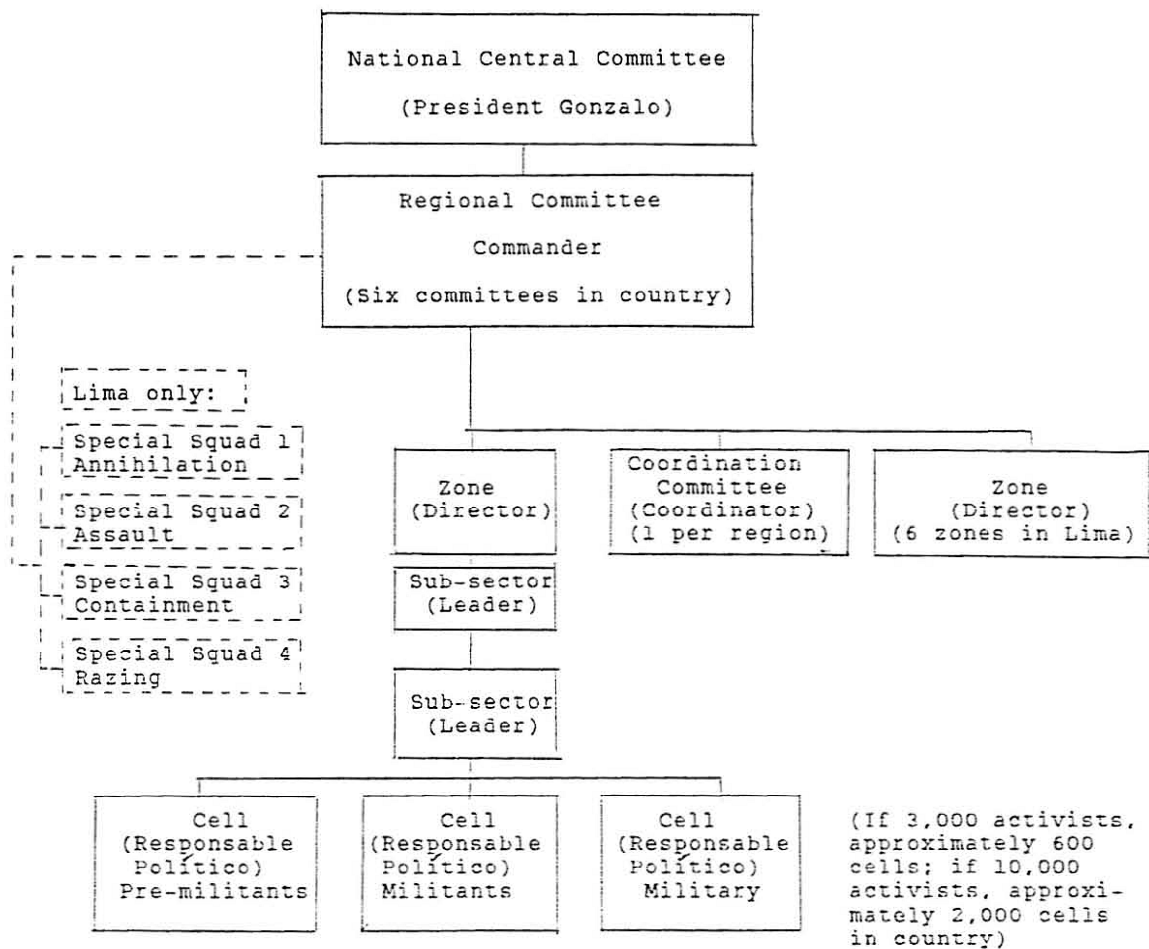 National Central Committee
(President Gonzalo)
Regional Committee
Commander
(Six committees in country)
Lima only:
Special Squad 1
Annihilation
Special Squad 2
Assault
Special Squad 3
Containment
Special Squad 4
Razing
Zone
(Director)
Coordination
Committee
(Coordinator)
(1 per region)
Zone
(Director)
(6 zones in Lima)
Sub-sector
(Leader)
Sub-sector
(Leader)
Cell
(Responsable
Político)
Pre-militants
Cell
(Responsable
Político)
Militants
Cell
(Responsable
Político)
Military
(If 3,000 activists,
approximately 600
cells; if 10,000
activists, approxi-
mately 2,000 cells
in country)